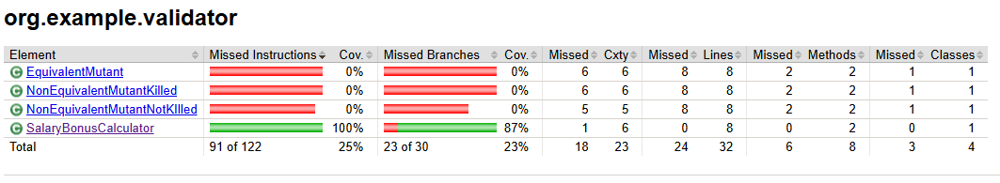 org.example.validator
Element Missed Instructions Cov. Missed Branches Cov. Missed Cxty Missed Lines Missed Methods Missed Classes
EquivalentMutant 0% 0% 6 6 8 8 2 2 1 1
NonEquivalentMutantKilled 0% 0% 6 6 8 8 2 2 1 1
NonEquivalentMutantNotKIlled 0% 0% 5 5 8 8 2 2 1 1
SalaryBonusCalculator 100% 87% 1 6 0 8 0 2 0 1
Total 91 of 122 25% 23 of 30 23% 18 23 24 32 6 8 3 4